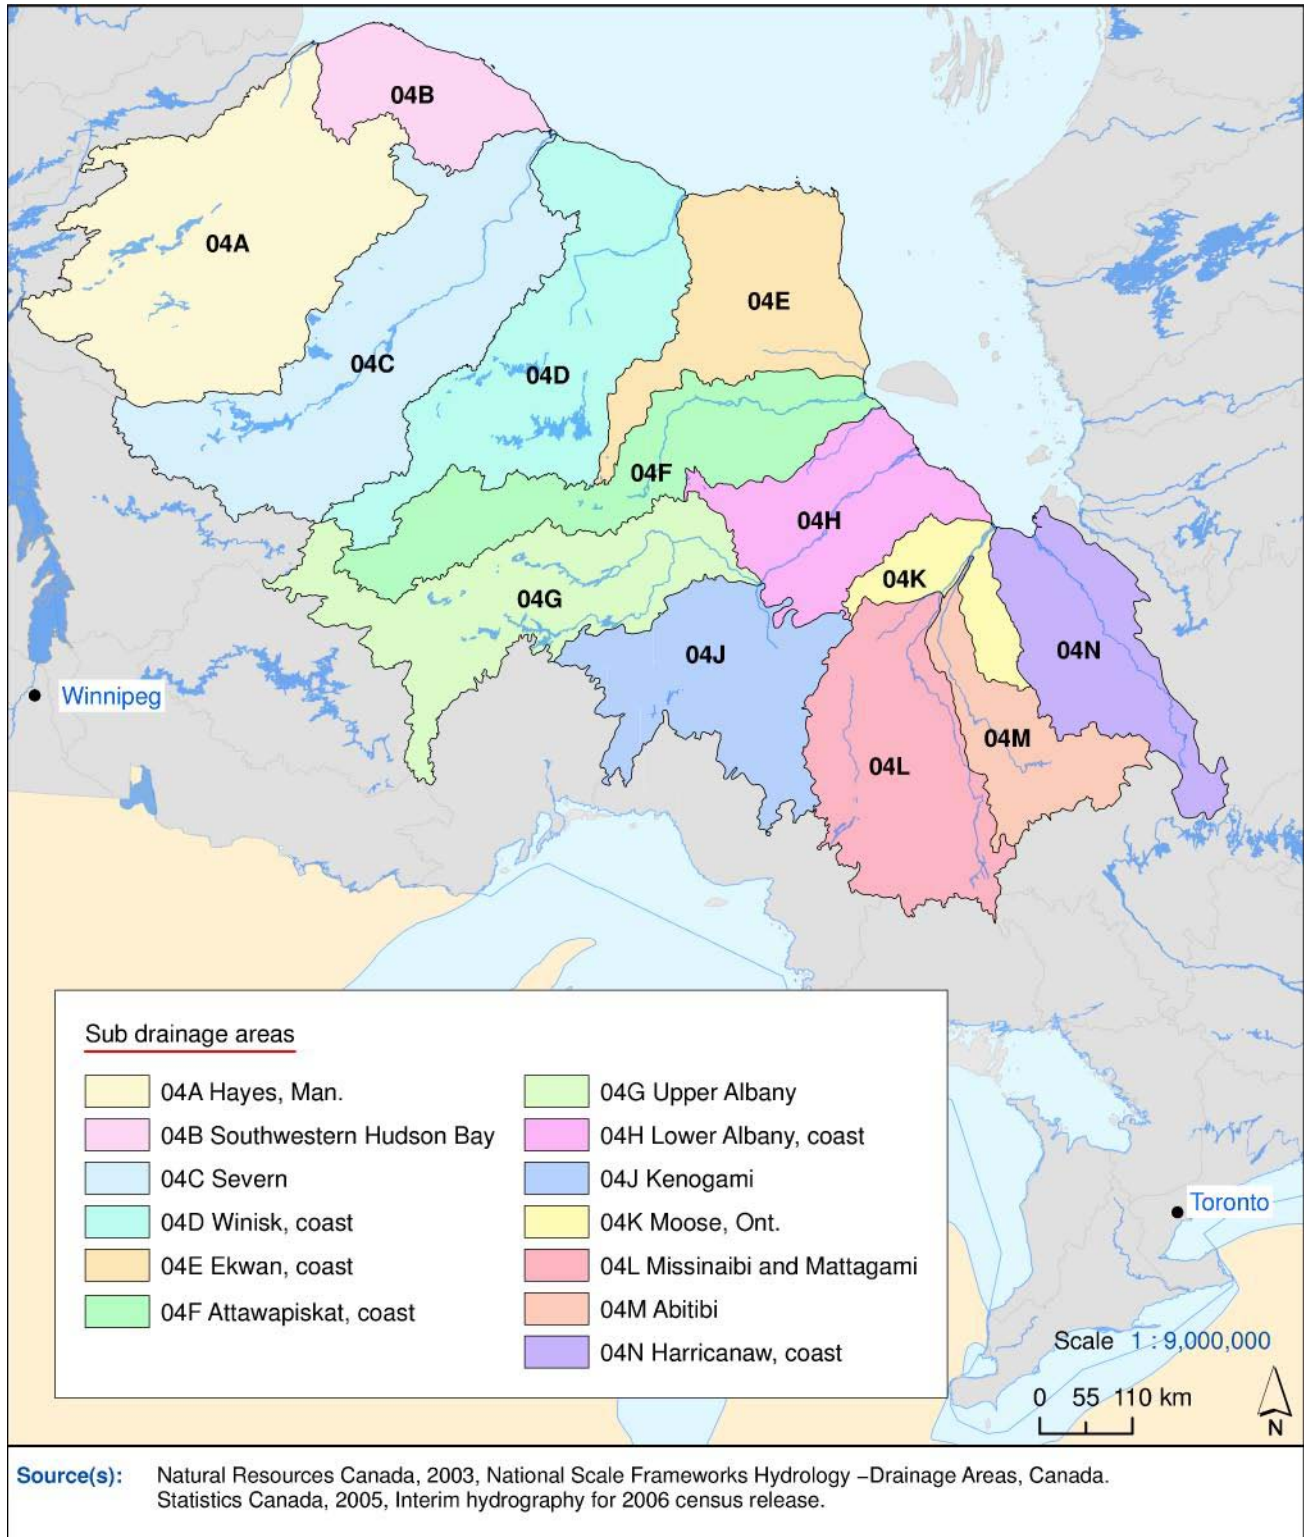 04B
04A
04E
04C
04D
04F
04H
04K
04G
04J
04N
Winnipeg
04M
04L
Sub drainage areas
04A Hayes, Man.
04B Southwestern Hudson Bay
04C Severn
04D Winisk, coast
04E Ekwan, coast
04F Attawapiskat, coast
04G Upper Albany
04H Lower Albany, coast
04J Kenogami
04K Moose, Ont.
04L Missinaibi and Mattagami
04M Abitibi
04N Harricanaw, coast
Toronto
Scale 1 : 9,000,000
0 55 110 km
N
Source(s): Natural Resources Canada, 2003, National Scale Frameworks Hydrology –Drainage Areas, Canada.
Statistics Canada, 2005, Interim hydrography for 2006 census release.